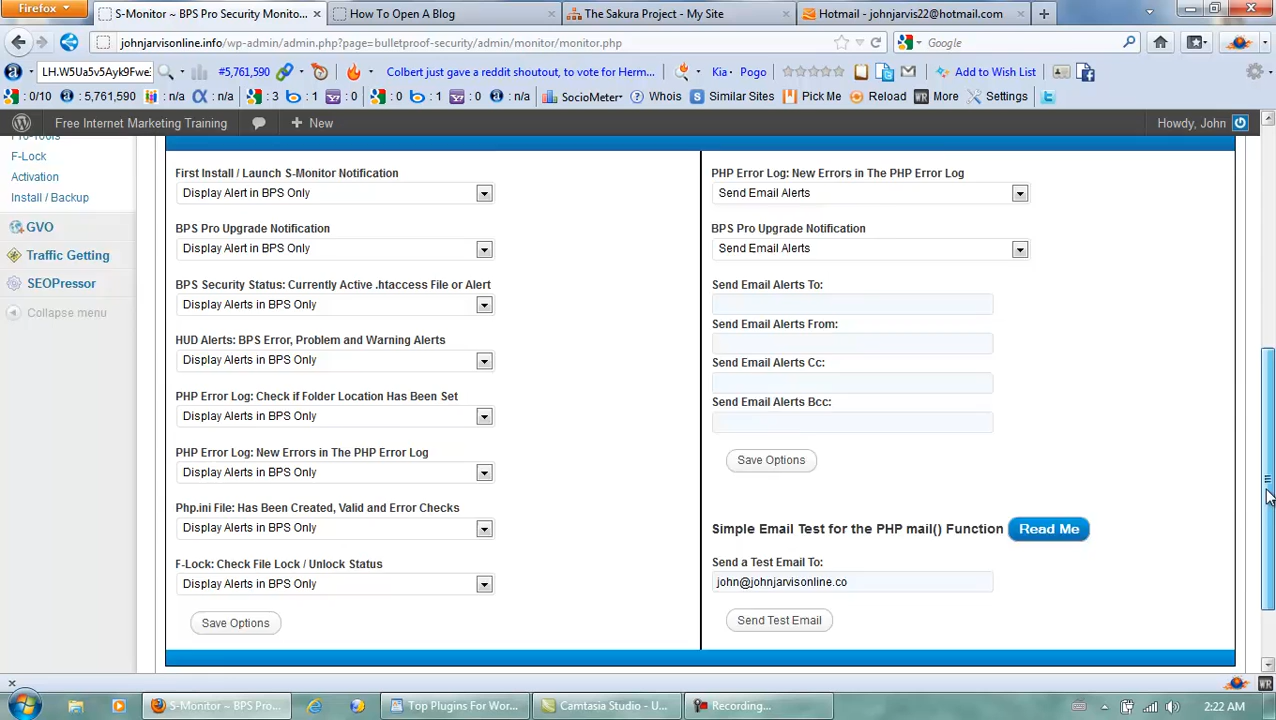 Firefox
S-Monitor ~ BPS Pro Security Monito...
How To Open A Blog
The Sakura Project - My Site
Hotmail - johnjarvis22@hotmail.com
johnjarvisonline.info/wp-admin/admin.php?page=bulletproof-security/admin/monitor/monitor.php
Google
LH.W5Ua5v5Ayk9Fwe
#5,761,590
Colbert just gave a reddit shoutout, to vote for Herm...
Kia · Pogo
Add to Wish List
: 0/10
: 5,761,590
: n/a
: n/a
: 3
: 1
: 0
: 0
: 1
: 0
: n/a
SocioMeter
Whois
Similar Sites
Pick Me
Reload
More
Settings
Free Internet Marketing Training
New
Howdy, John
Pro-Tools
F-Lock
Activation
Install / Backup
GVO
Traffic Getting
SEOPressor
Collapse menu
First Install / Launch S-Monitor Notification
Display Alert in BPS Only
BPS Pro Upgrade Notification
Display Alert in BPS Only
BPS Security Status: Currently Active .htaccess File or Alert
Display Alerts in BPS Only
HUD Alerts: BPS Error, Problem and Warning Alerts
Display Alerts in BPS Only
PHP Error Log: Check if Folder Location Has Been Set
Display Alerts in BPS Only
PHP Error Log: New Errors in The PHP Error Log
Display Alerts in BPS Only
Php.ini File: Has Been Created, Valid and Error Checks
Display Alerts in BPS Only
F-Lock: Check File Lock / Unlock Status
Display Alerts in BPS Only
Save Options
PHP Error Log: New Errors in The PHP Error Log
Send Email Alerts
BPS Pro Upgrade Notification
Send Email Alerts
Send Email Alerts To:
Send Email Alerts From:
Send Email Alerts Cc:
Send Email Alerts Bcc:
Save Options
Simple Email Test for the PHP mail() Function
Read Me
Send a Test Email To:
john@johnjarvisonline.co
Send Test Email
WR
S-Monitor ~ BPS Pro...
Top Plugins For Wor...
Camtasia Studio - U...
Recording...
2:22 AM